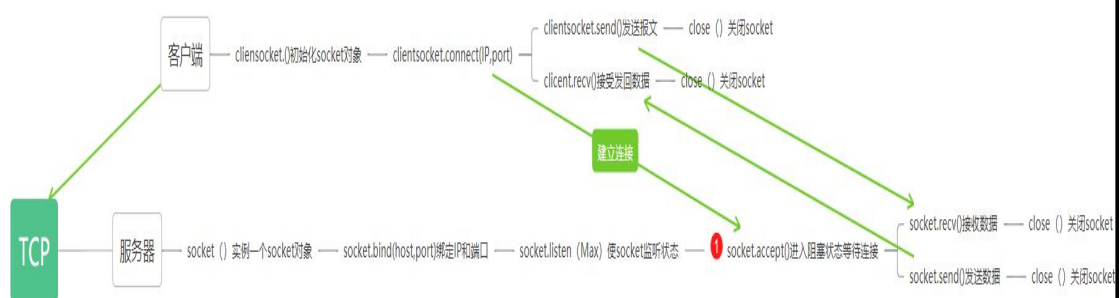 clientsocket.send()发送报文
close（）关闭socket
客户端
cliensocket.()初始化socket对象
clientsocket.connect(IP,port)
clicent.recv()接受发回数据
close（）关闭socket
建立连接
TCP
服务器
socket（）实例一个socket对象
socket.bind(host,port)绑定IP和端口
socket.listen（Max）使socket监听状态
1
socket.accept()进入阻塞状态等待连接
socket.recv()接收数据
close（）关闭socket
socket.send()发送数据
close（）关闭socket